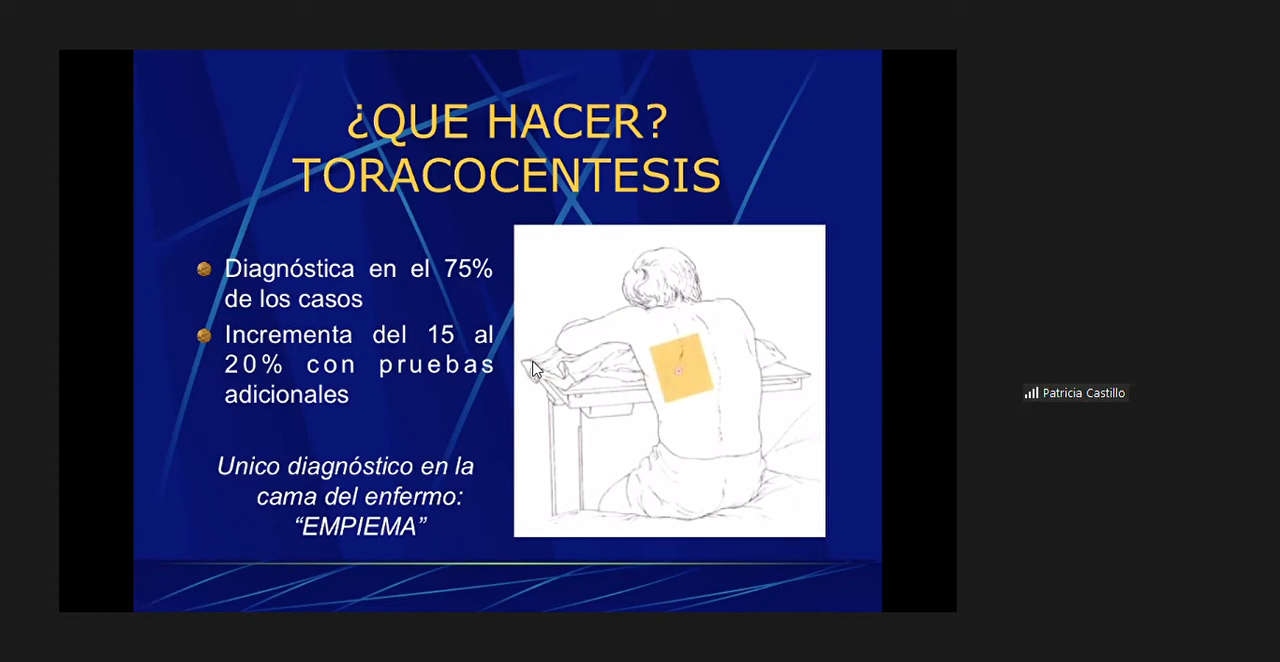 ¿QUE HACER?
TORACOCENTESIS
Diagnóstica en el 75%
de los casos
Incrementa del 15 al
20% con pruebas
adicionales
Unico diagnóstico en la
cama del enfermo:
“EMPIEMA”
Patricia Castillo